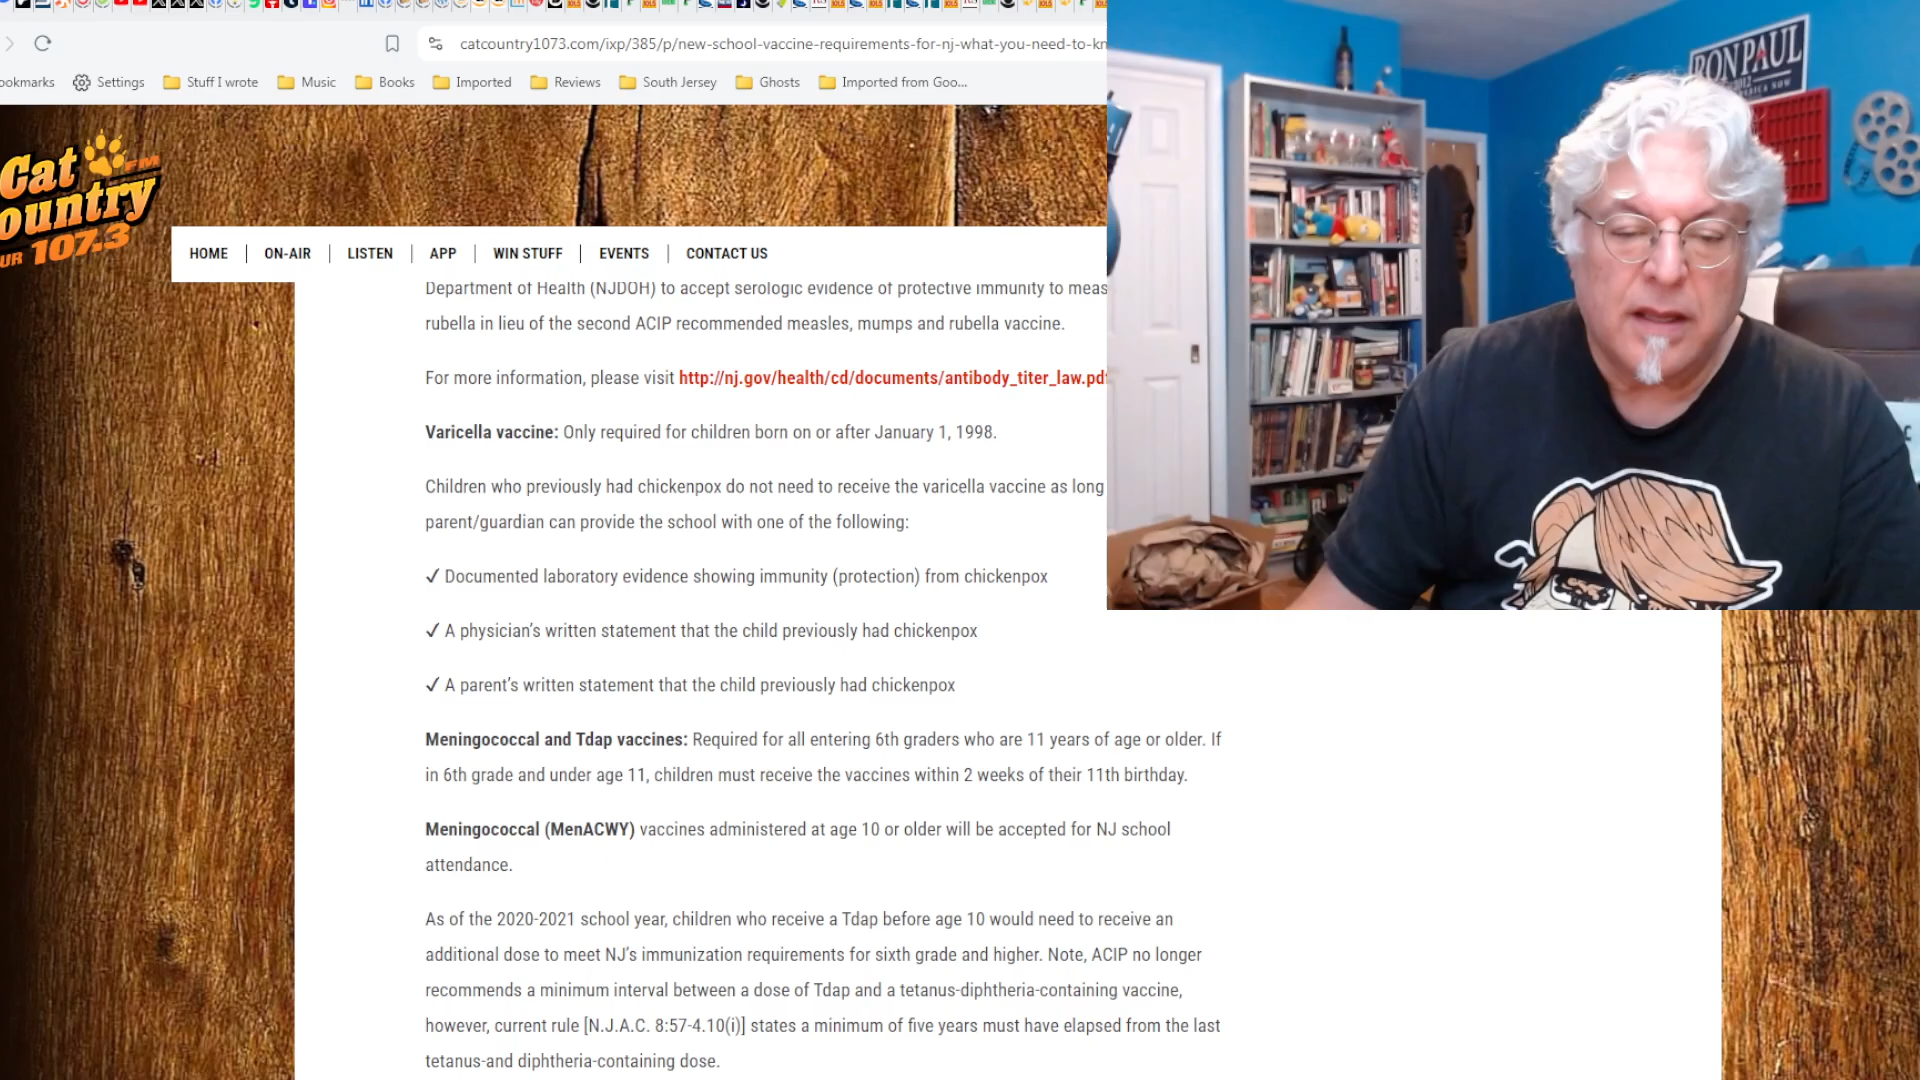 catcountry1073.com/ixp/385/p/new-school-vaccine-requirements-for-nj-what-you-need-to-kn
ookmarks Settings Stuff I wrote Music Books Imported Reviews South Jersey Ghosts Imported from Goo...
RON PAUL
2012
Cat FM
ountry
UR 107.3
HOME ON-AIR LISTEN APP WIN STUFF EVENTS CONTACT US
Department of Health (NJDOH) to accept serologic evidence of protective immunity to meas
rubella in lieu of the second ACIP recommended measles, mumps and rubella vaccine.
For more information, please visit http://nj.gov/health/cd/documents/antibody_titer_law.pdf
Varicella vaccine: Only required for children born on or after January 1, 1998.
Children who previously had chickenpox do not need to receive the varicella vaccine as long
parent/guardian can provide the school with one of the following:
✓ Documented laboratory evidence showing immunity (protection) from chickenpox
✓ A physician’s written statement that the child previously had chickenpox
✓ A parent’s written statement that the child previously had chickenpox
Meningococcal and Tdap vaccines: Required for all entering 6th graders who are 11 years of age or older. If
in 6th grade and under age 11, children must receive the vaccines within 2 weeks of their 11th birthday.
Meningococcal (MenACWY) vaccines administered at age 10 or older will be accepted for NJ school
attendance.
As of the 2020-2021 school year, children who receive a Tdap before age 10 would need to receive an
additional dose to meet NJ’s immunization requirements for sixth grade and higher. Note, ACIP no longer
recommends a minimum interval between a dose of Tdap and a tetanus-diphtheria-containing vaccine,
however, current rule [N.J.A.C. 8:57-4.10(i)] states a minimum of five years must have elapsed from the last
tetanus-and diphtheria-containing dose.